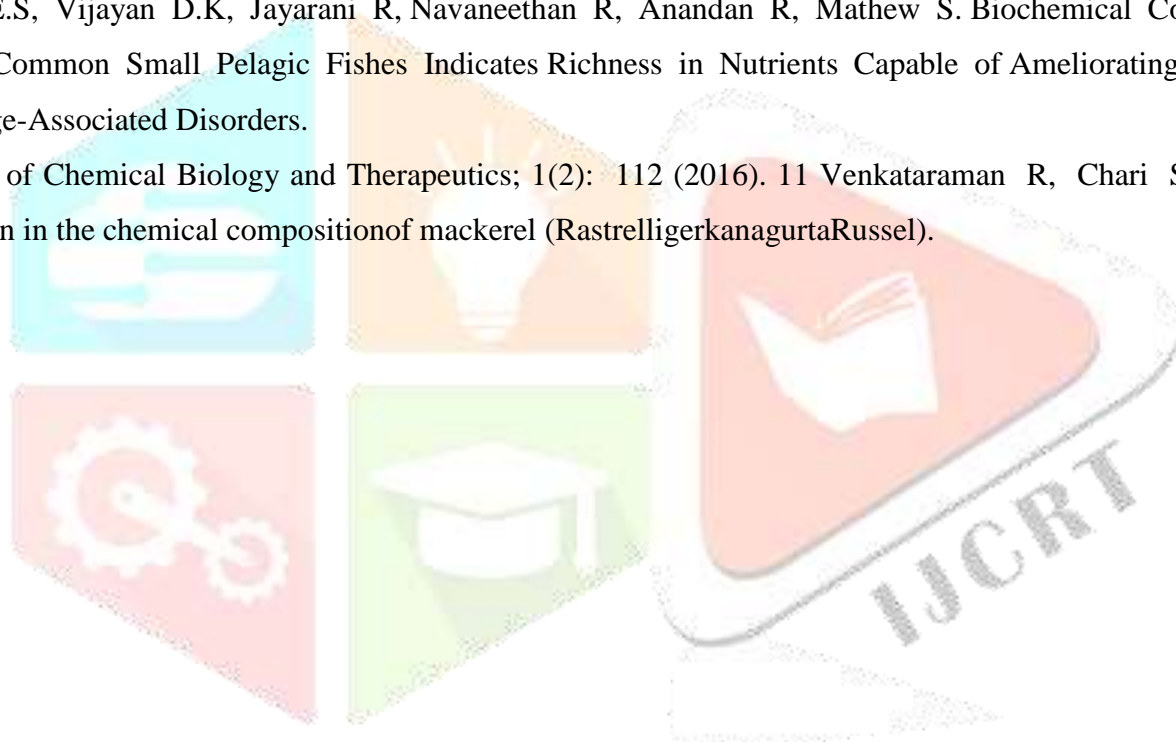 E.S, Vijayan D.K, Jayarani R, Navaneethan R, Anandan R, Mathew S. Biochemical Co
Common Small Pelagic Fishes Indicates Richness in Nutrients Capable of Ameliorating
ge-Associated Disorders.
of Chemical Biology and Therapeutics; 1(2): 112 (2016). 11 Venkataraman R, Chari S
n in the chemical compositionof mackerel (RastrelligerkanagurtaRussel).
IJCRT